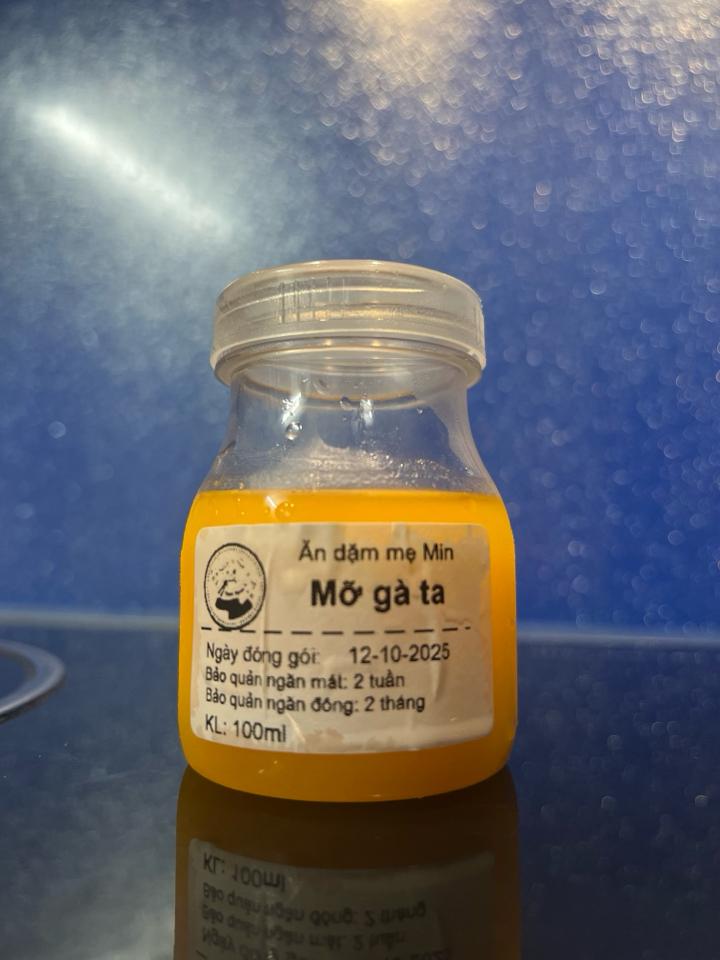 Ăn dặm mẹ Min
Mỡ gà ta
Ngày đóng gói: 12-10-2025
Bảo quản ngăn mát: 2 tuần
Bảo quản ngăn đông: 2 tháng
KL: 100ml